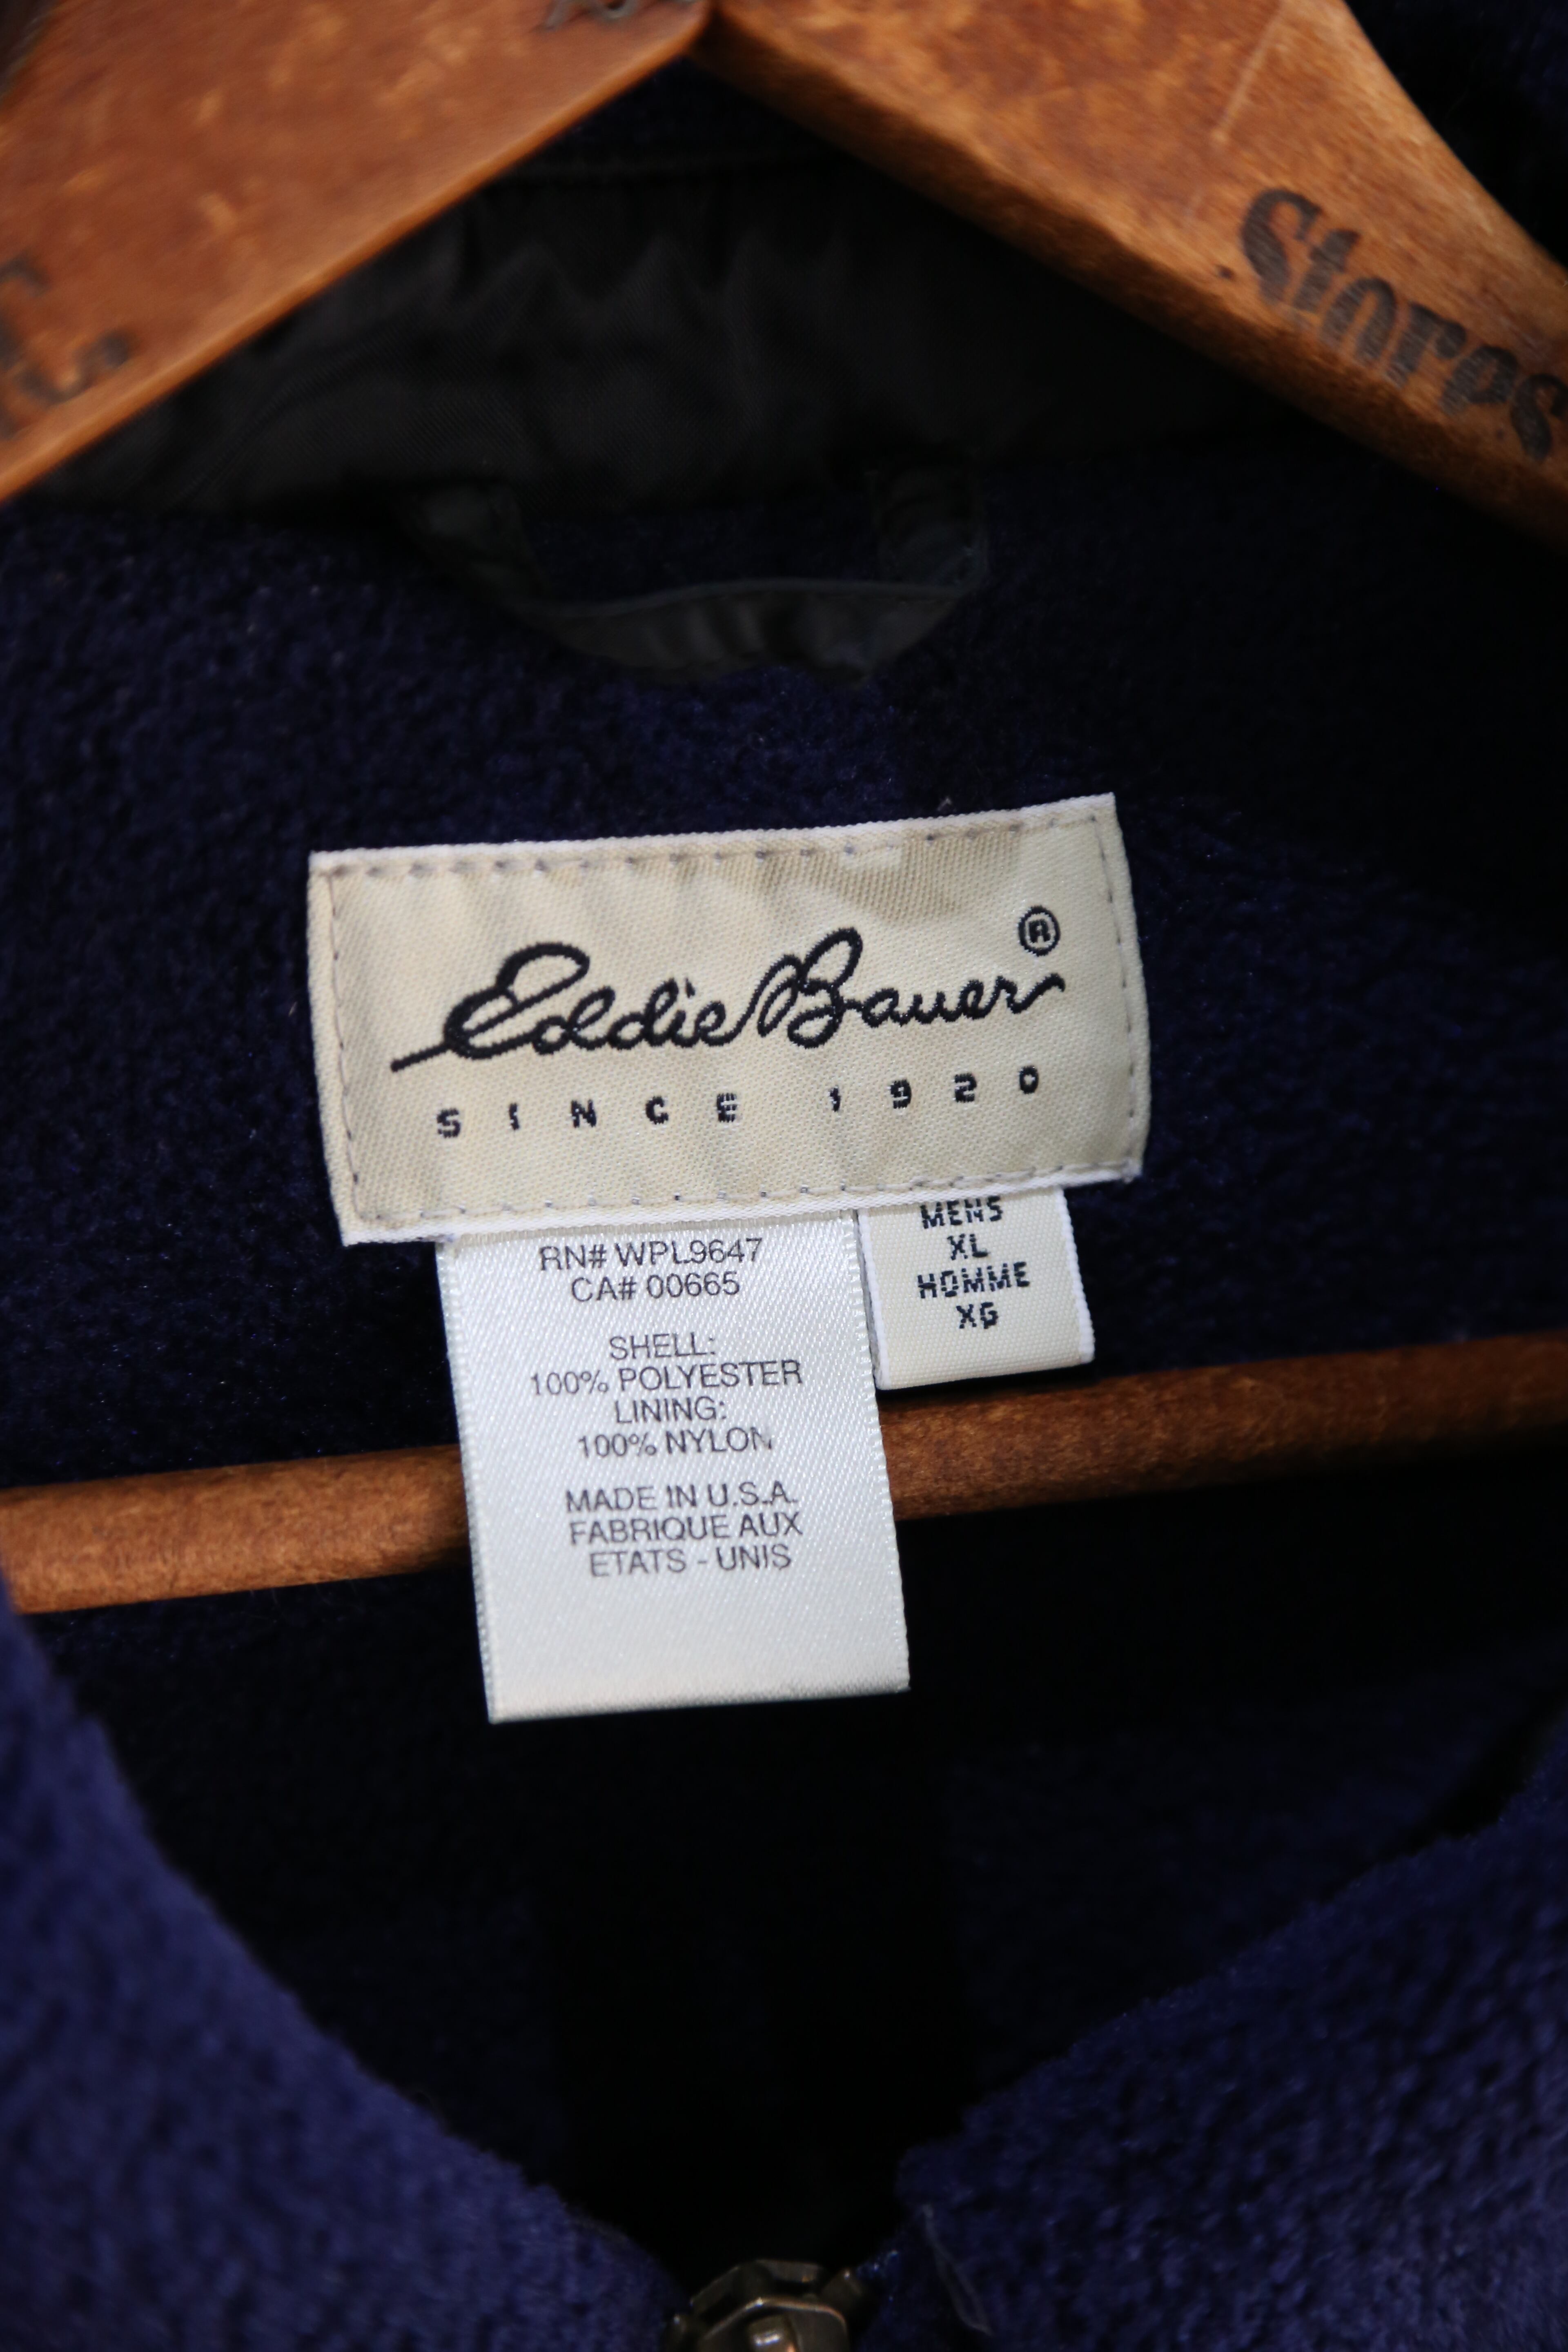 Stores
Eddie Bauer®
SINCE 1920
MENS
XL
HOMME
XG
RN# WPL9647
CA# 00665
SHELL:
100% POLYESTER
LINING:
100% NYLON
MADE IN U.S.A.
FABRIQUE AUX
ETATS - UNIS